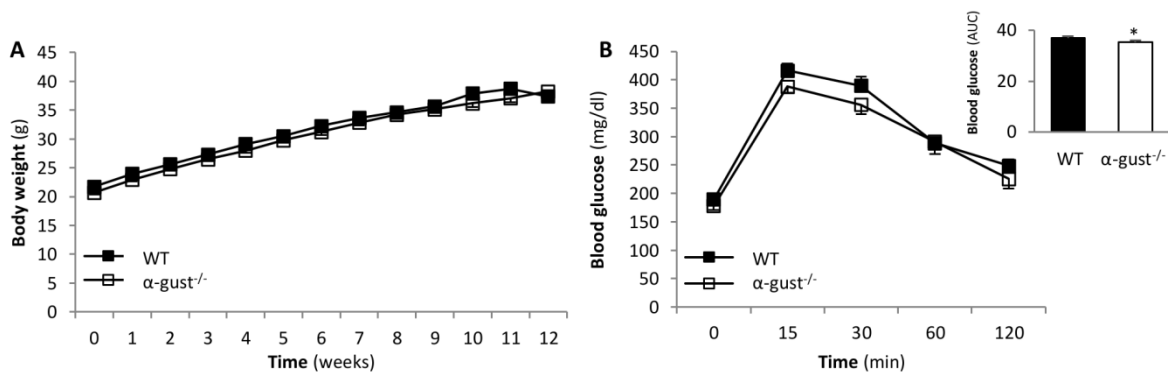 A
Body weight (g)
45
40
35
30
25
20
15
10
5
0
WT
α-gust-/-
0 1 2 3 4 5 6 7 8 9 10 11 12
Time (weeks)
B
Blood glucose (mg/dl)
450
400
350
300
250
200
150
100
50
0
WT
α-gust-/-
0 15 30 60 120
Time (min)
Blood glucose (AUC)
40
20
0
*
WT α-gust-/-